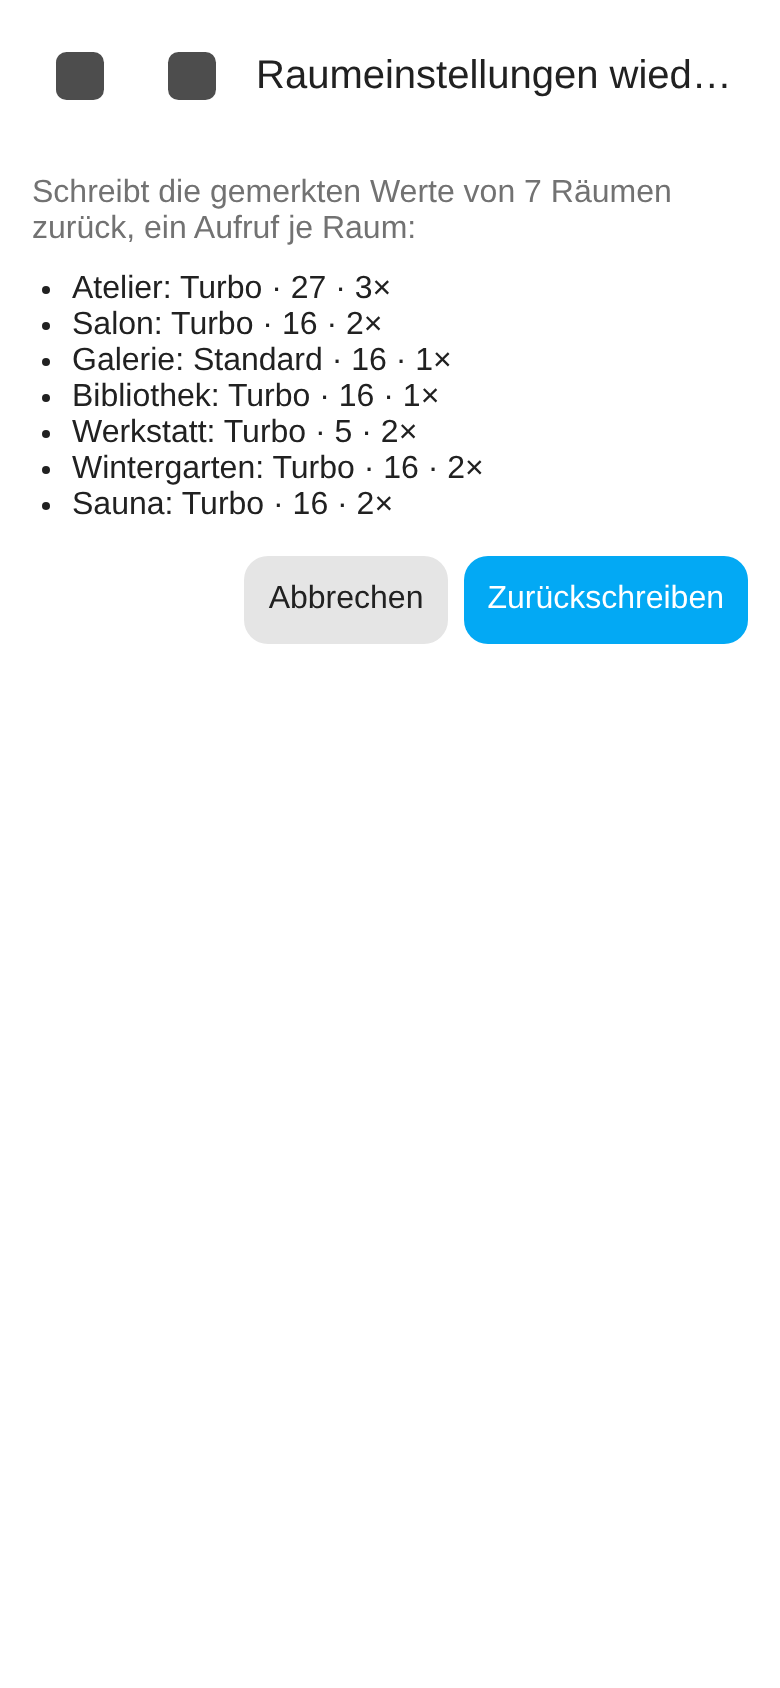 Raumeinstellungen wied…
Schreibt die gemerkten Werte von 7 Räumen
zurück, ein Aufruf je Raum:
• Atelier: Turbo · 27 · 3×
• Salon: Turbo · 16 · 2×
• Galerie: Standard · 16 · 1×
• Bibliothek: Turbo · 16 · 1×
• Werkstatt: Turbo · 5 · 2×
• Wintergarten: Turbo · 16 · 2×
• Sauna: Turbo · 16 · 2×
Abbrechen
Zurückschreiben